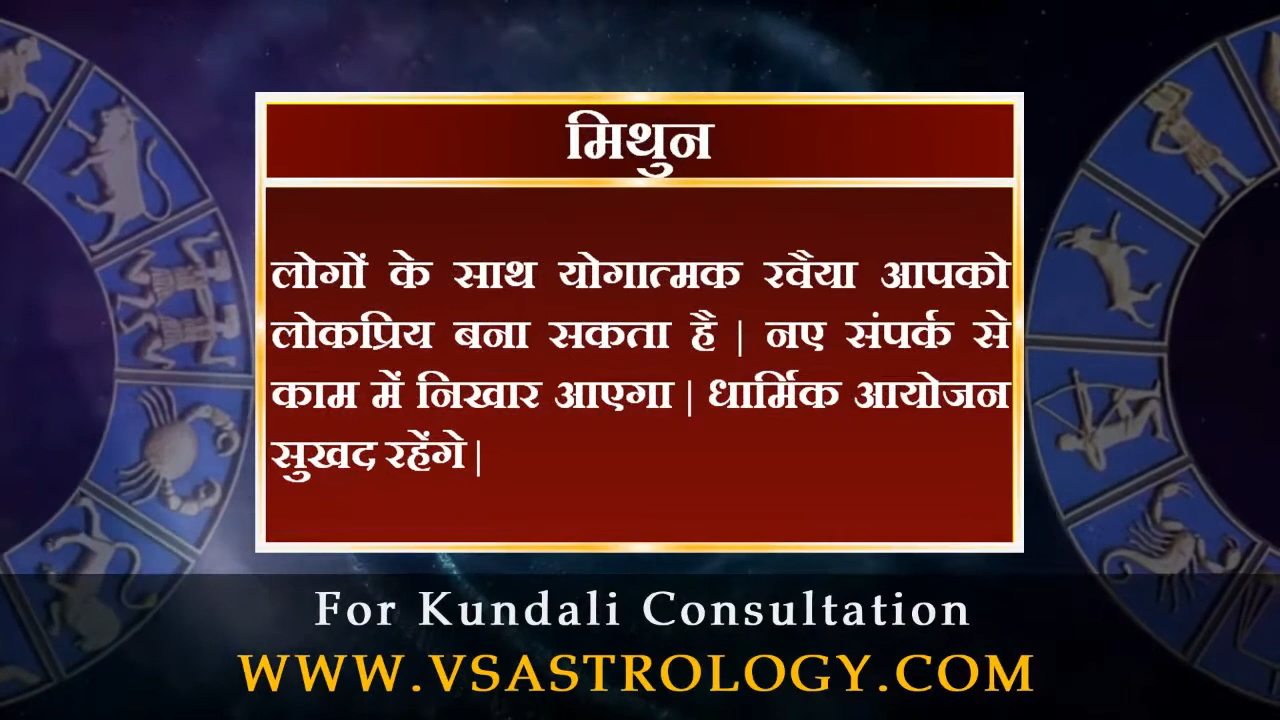 मिथुन
लोगों के साथ योगात्मक रवैया आपको
लोकप्रिय बना सकता है | नए संपर्क से
काम में निखार आएगा | धार्मिक आयोजन
सुखद रहेंगे |
For Kundali Consultation
WWW.VSASTROLOGY.COM